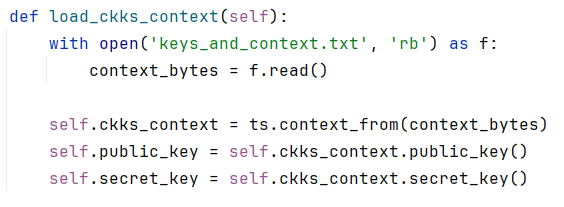 def load_ckks_context(self):
    with open('keys_and_context.txt', 'rb') as f:
        context_bytes = f.read()

    self.ckks_context = ts.context_from(context_bytes)
    self.public_key = self.ckks_context.public_key()
    self.secret_key = self.ckks_context.secret_key()